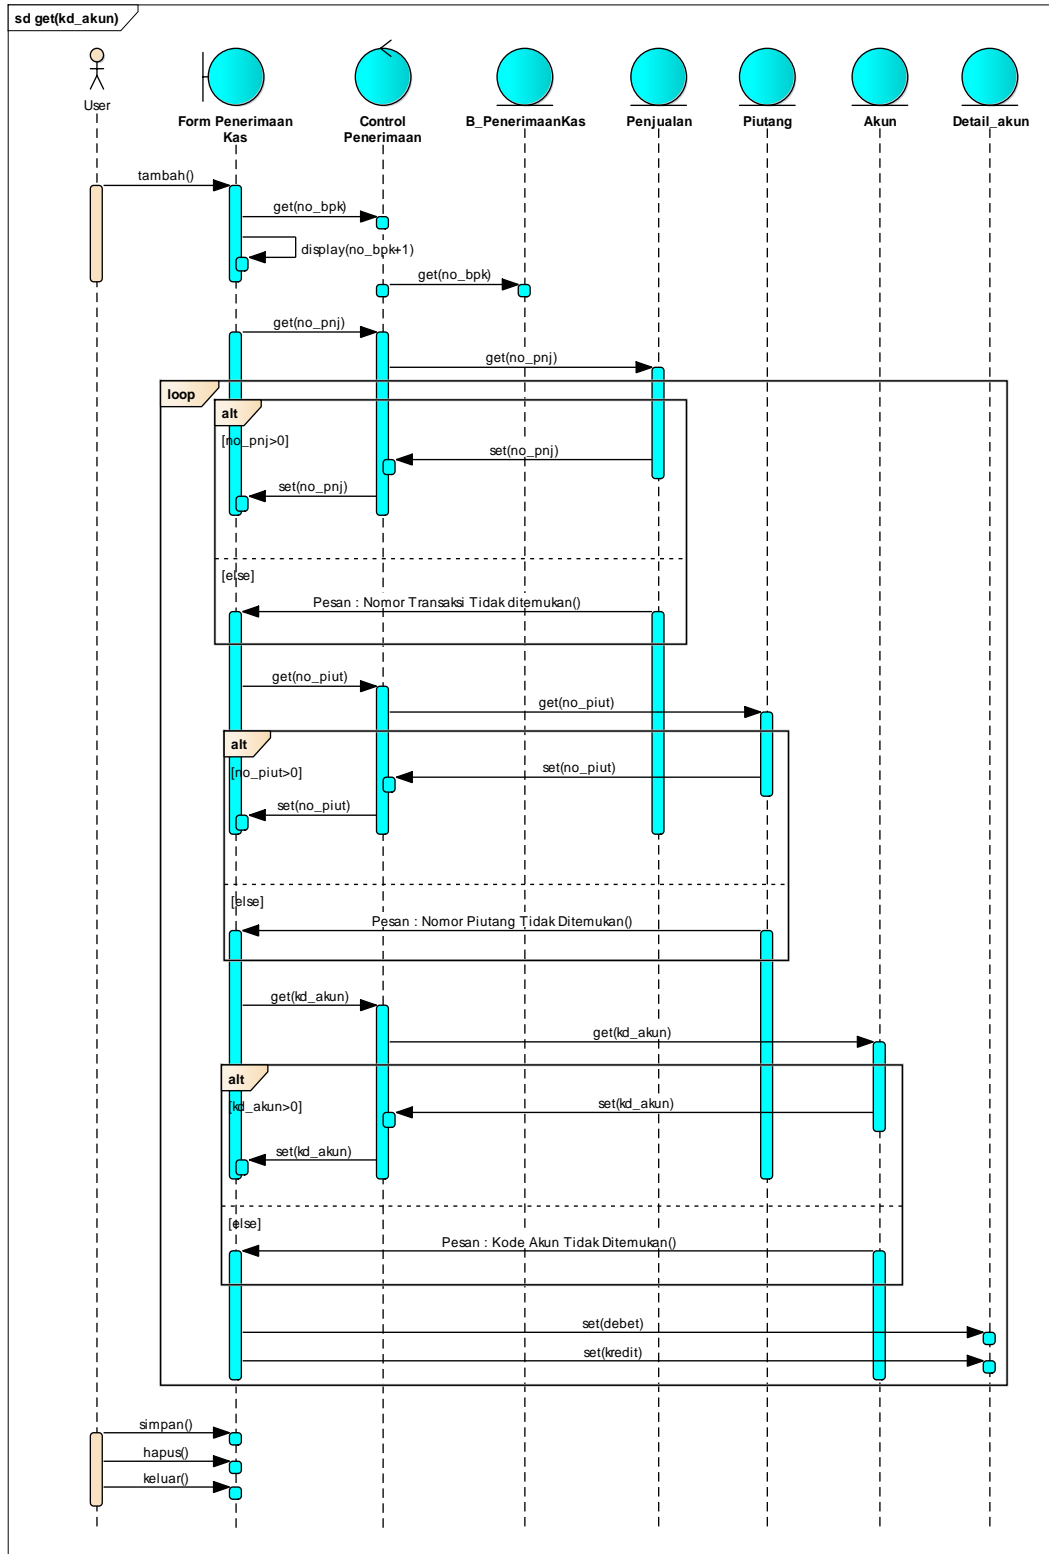 sd get(kd_akun)
User
Form Penerimaan
Kas
Control
Penerimaan
B_PenerimaanKas
Penjualan
Piutang
Akun
Detail_akun
tambah()
get(no_bpk)
display(no_bpk+1)
get(no_bpk)
get(no_pnj)
get(no_pnj)
loop
alt
[no_pnj>0]
set(no_pnj)
set(no_pnj)
[else]
Pesan : Nomor Transaksi Tidak ditemukan()
get(no_piut)
get(no_piut)
alt
[no_piut>0]
set(no_piut)
set(no_piut)
[else]
Pesan : Nomor Piutang Tidak Ditemukan()
get(kd_akun)
get(kd_akun)
alt
[kd_akun>0]
set(kd_akun)
set(kd_akun)
[else]
Pesan : Kode Akun Tidak Ditemukan()
set(debet)
set(kredit)
simpan()
hapus()
keluar()